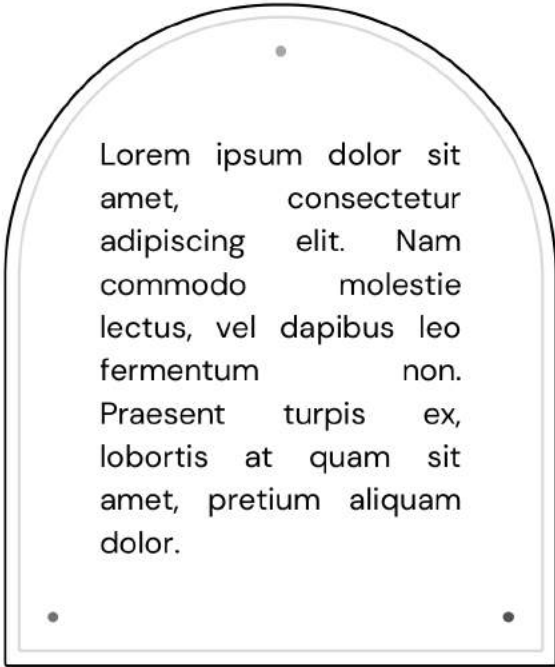 Lorem ipsum dolor sit
amet, consectetur
adipiscing elit. Nam
commodo molestie
lectus, vel dapibus leo
fermentum non.
Praesent turpis ex,
lobortis at quam sit
amet, pretium aliquam
dolor.